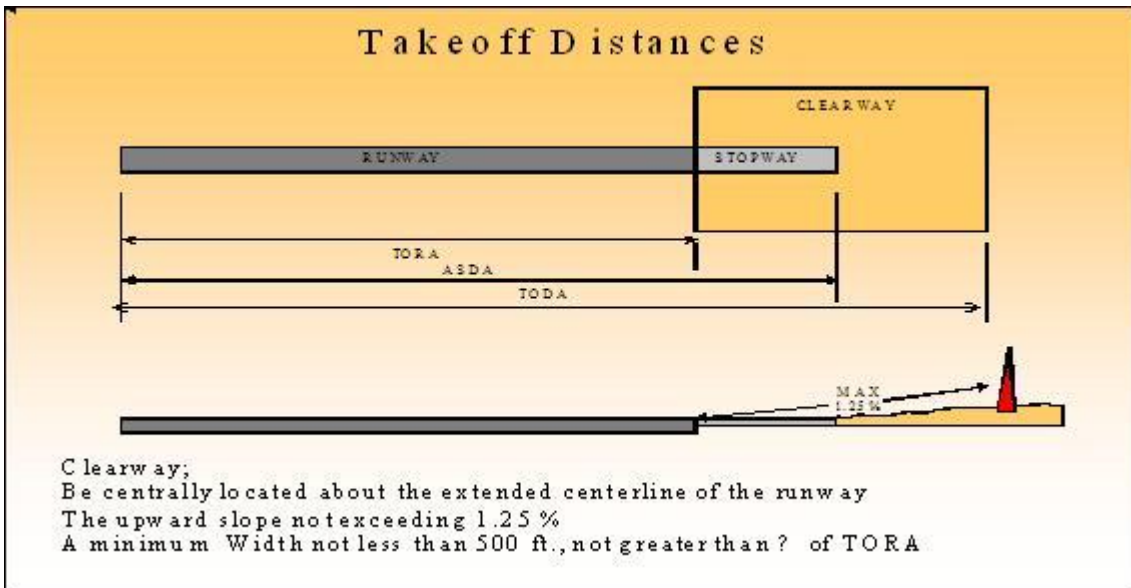 Takeoff Distances
CLEARWAY
RUNWAY
STOPWAY
TORA
ASDA
TODA
MAX
1.25%
Clearway;
Be centrally located about the extended centerline of the runway
The upward slope not exceeding 1.25%
A minimum Width not less than 500 ft., not greater than ? of TORA